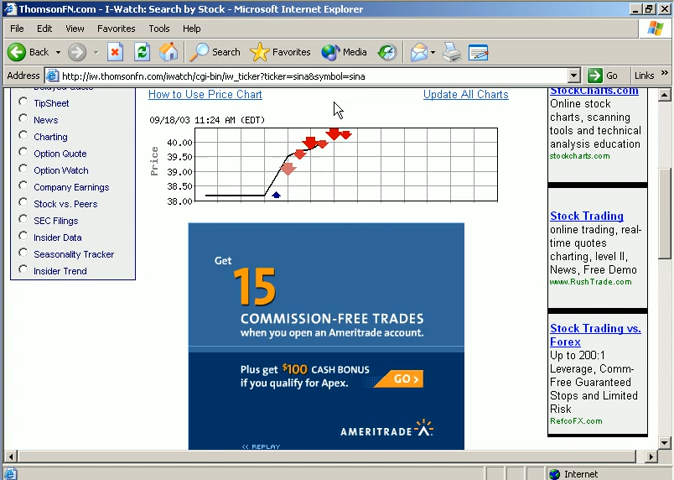 ThomsonFN.com - I-Watch: Search by Stock - Microsoft Internet Explorer
File Edit View Favorites Tools Help
Back Search Favorites Media
Address http://iw.thomsonfn.com/iwatch/cgi-bin/iw_ticker?ticker=sina&symbol=sina Go Links »
Delayed Quote
TipSheet
News
Charting
Option Quote
Option Watch
Company Earnings
Stock vs. Peers
SEC Filings
Insider Data
Seasonality Tracker
Insider Trend
How to Use Price Chart Update All Charts
09/18/03 11:24 AM (EDT)
Price
40.00
39.50
39.00
38.50
38.00
Get
15
COMMISSION-FREE TRADES
when you open an Ameritrade account.
Plus get $100 CASH BONUS
if you qualify for Apex.
GO >
AMERITRADE
<< REPLAY
StockCharts.com
Online stock
charts, scanning
tools and technical
analysis education
stockcharts.com
Stock Trading
online trading, real-
time quotes
charting, level II,
News, Free Demo
www.RushTrade.com
Stock Trading vs.
Forex
Up to 200:1
Leverage, Comm-
Free Guaranteed
Stops and Limited
Risk
RefcoFX.com
Internet